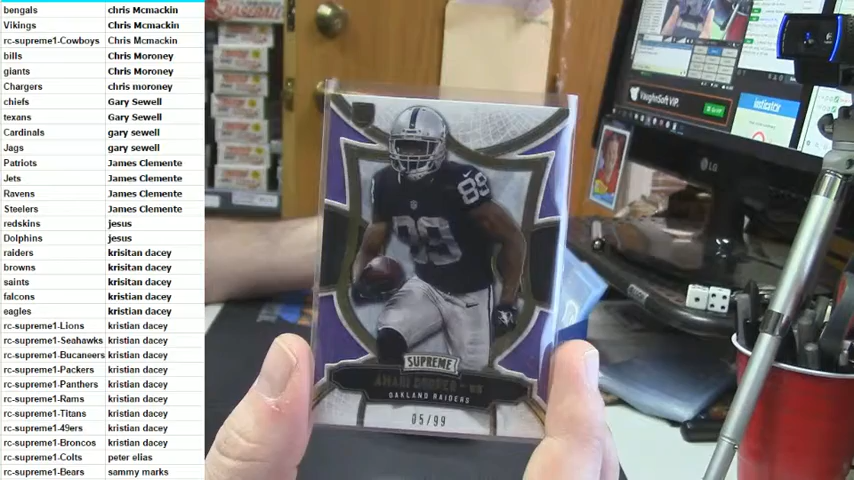 bengals Chris Mcmackin
Vikings Chris Mcmackin
rc-supreme1-Cowboys Chris Mcmackin
bills Chris Moroney
giants Chris Moroney
Chargers chris moroney
chiefs Gary Sewell
texans Gary Sewell
Cardinals gary sewell
Jags gary sewell
Patriots James Clemente
Jets James Clemente
Ravens James Clemente
Steelers James Clemente
redskins jesus
Dolphins jesus
raiders krisitan dacey
browns krisitan dacey
saints kristian dacey
falcons kristian dacey
eagles kristian dacey
rc-supreme1-Lions kristian dacey
rc-supreme1-Seahawks kristian dacey
rc-supreme1-Bucaneers kristian dacey
rc-supreme1-Packers kristian dacey
rc-supreme1-Panthers kristian dacey
rc-supreme1-Rams kristian dacey
rc-supreme1-Titans kristian dacey
rc-supreme1-49ers kristian dacey
rc-supreme1-Broncos kristian dacey
rc-supreme1-Colts peter elias
rc-supreme1-Bears sammy marks
89
89
SUPREME
AMARI COOPER WR
OAKLAND RAIDERS
05/99
VaughnSoft VIP
LG